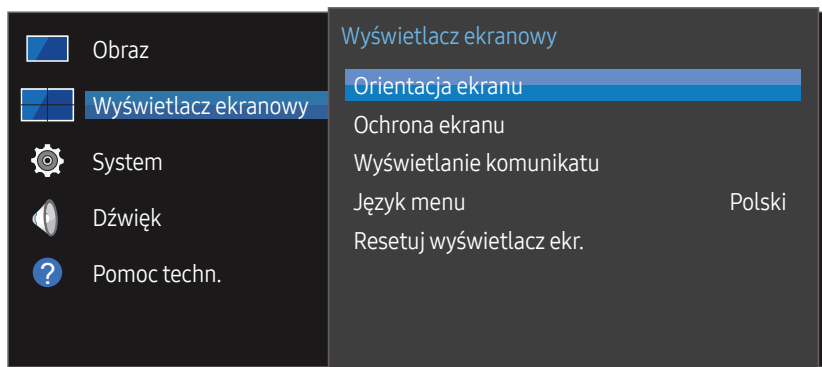 Obraz
Wyświetlacz ekranowy
System
Dźwięk
Pomoc techn.
Wyświetlacz ekranowy
Orientacja ekranu
Ochrona ekranu
Wyświetlanie komunikatu
Język menu Polski
Resetuj wyświetlacz ekr.